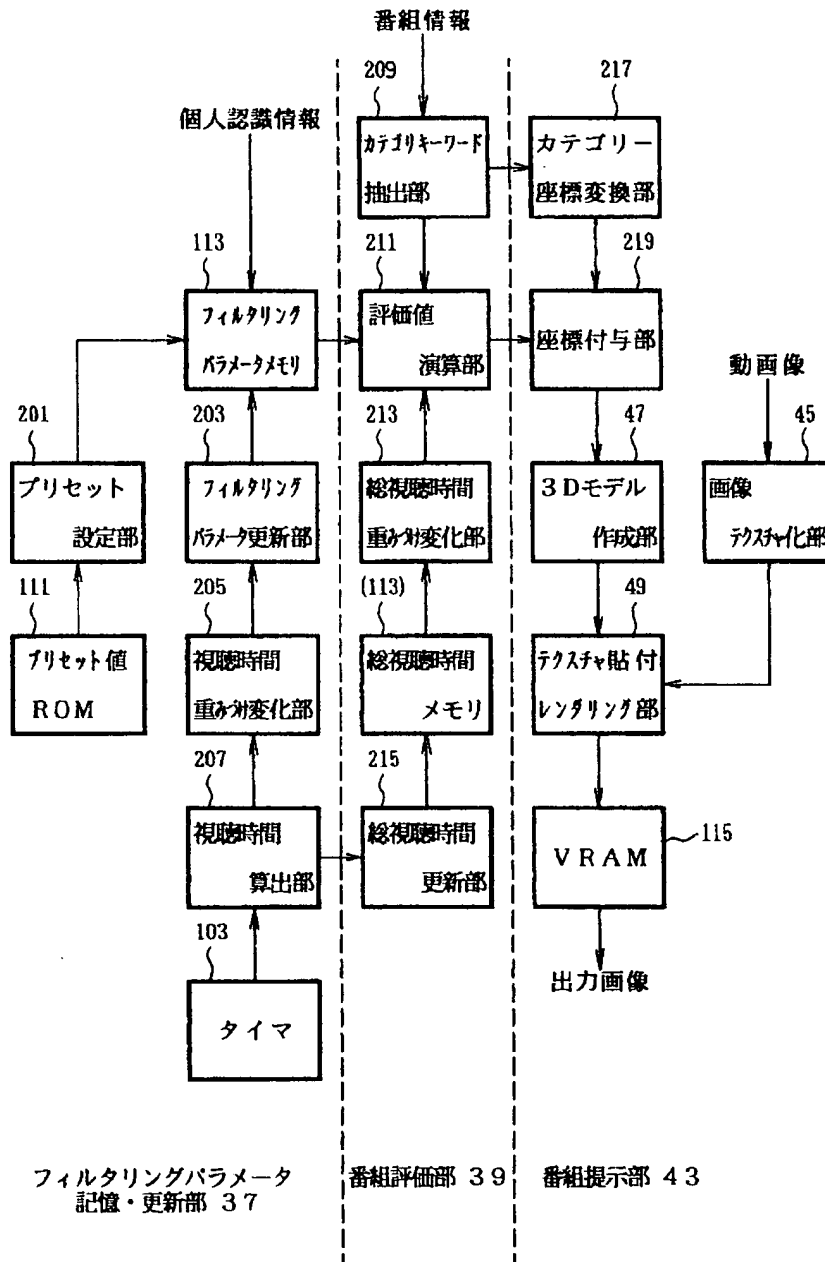 番組情報
209
217
個人認識情報
カテゴリキーワード
抽出部
カテゴリー
座標変換部
113
211
219
フィルタリング
パラメータメモリ
評価値
演算部
座標付与部
動画像
201
203
213
47
45
プリセット
設定部
フィルタリング
パラメータ更新部
総視聴時間
重みづけ変化部
3Dモデル
作成部
画像
テクスチャ化部
111
205
(113)
49
プリセット値
ROM
視聴時間
重みづけ変化部
総視聴時間
メモリ
テクスチャ貼付
レンダリング部
207
215
視聴時間
算出部
総視聴時間
更新部
VRAM
115
103
出力画像
タイマ
フィルタリングパラメータ
記憶・更新部 37
番組評価部 39
番組提示部 43